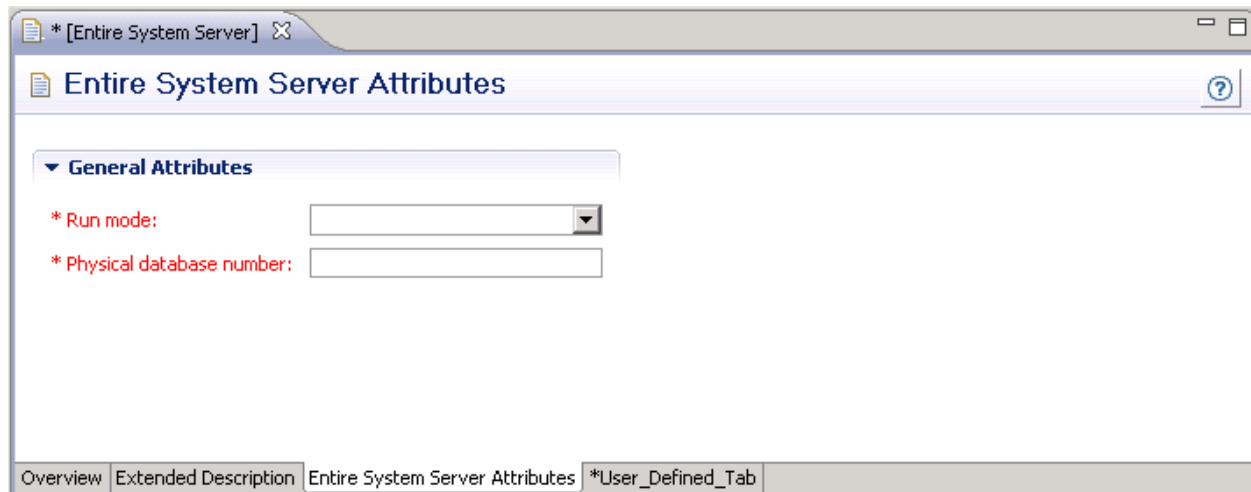 * [Entire System Server]
Entire System Server Attributes
?
General Attributes
* Run mode:
* Physical database number:
Overview Extended Description Entire System Server Attributes *User_Defined_Tab